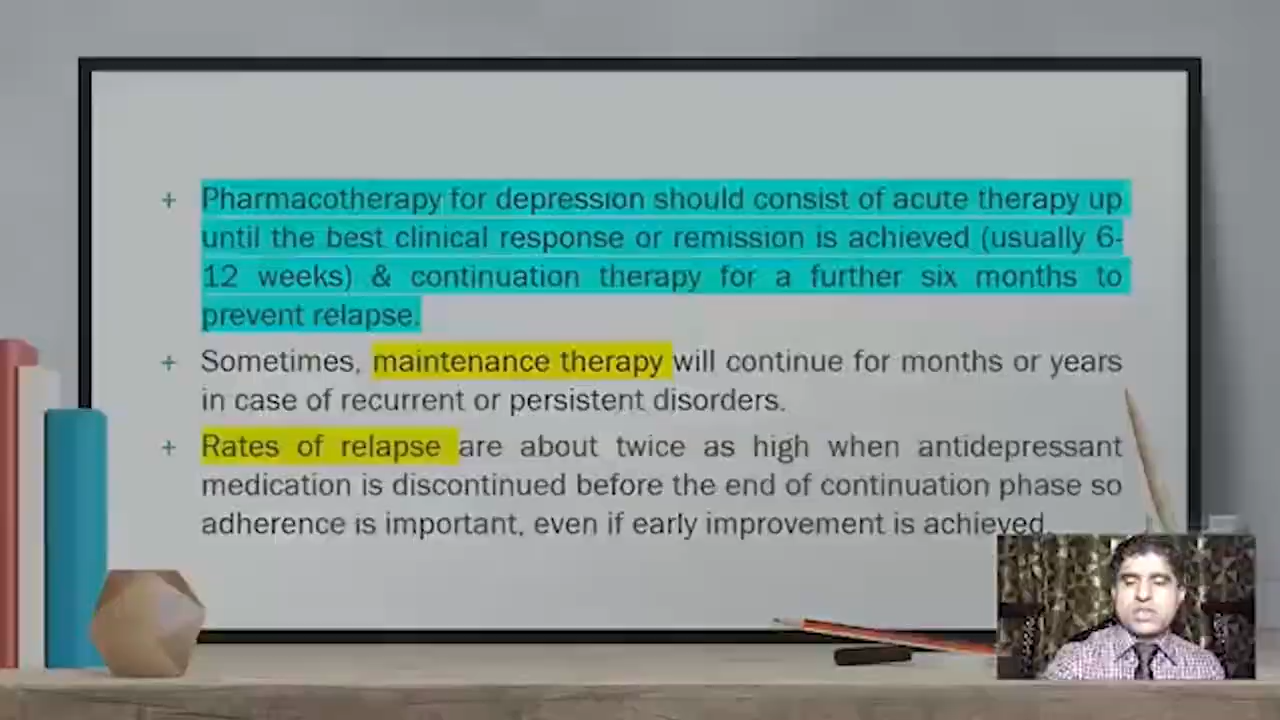 + Pharmacotherapy for depression should consist of acute therapy up
until the best clinical response or remission is achieved (usually 6-
12 weeks) & continuation therapy for a further six months to
prevent relapse.
+ Sometimes, maintenance therapy will continue for months or years
in case of recurrent or persistent disorders.
+ Rates of relapse are about twice as high when antidepressant
medication is discontinued before the end of continuation phase so
adherence is important, even if early improvement is achieved.